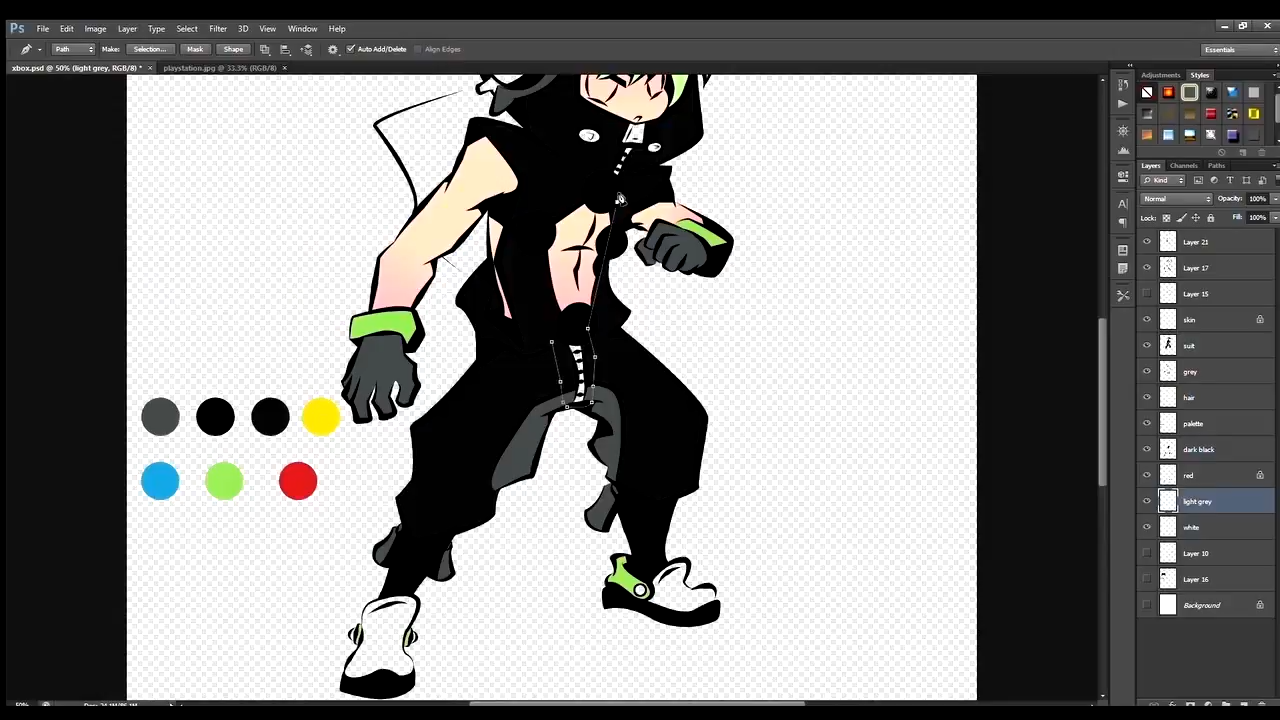 Ps File Edit Image Layer Type Select Filter 3D View Window Help
Path Make: Selection... Mask Shape Auto Add/Delete Align Edges Essentials
xbox.psd @ 50% (light grey, RGB/8) * × playstation.jpg @ 33.3% (RGB/8) ×
Adjustments Styles
Layers Channels Paths
Kind
Normal Opacity: 100%
Lock: Fill: 100%
Layer 21
Layer 17
Layer 15
skin
suit
grey
hair
palette
dark black
red
light grey
white
Layer 10
Layer 16
Background
50%